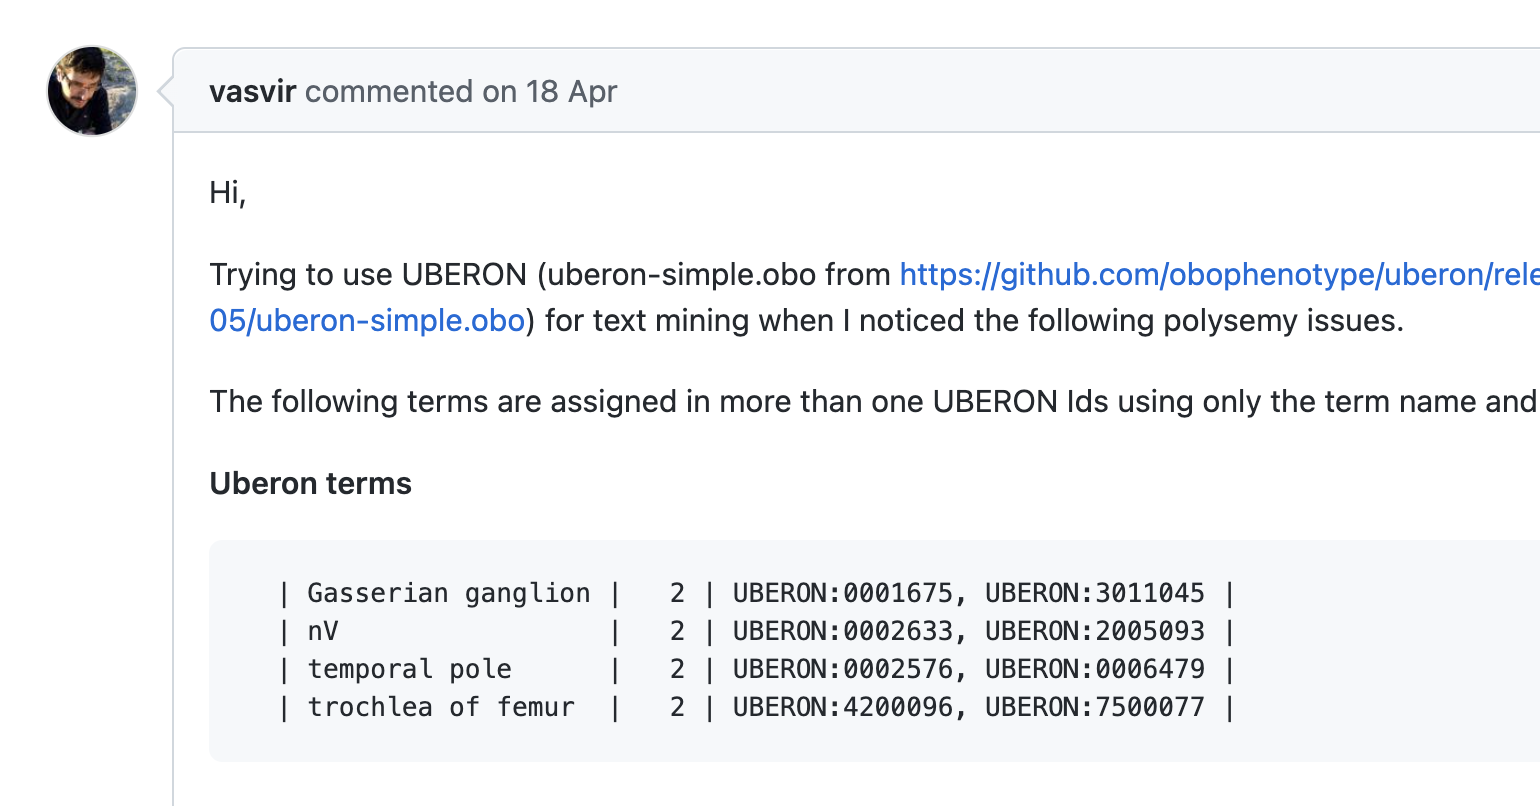 vasvir commented on 18 Apr
Hi,
Trying to use UBERON (uberon-simple.obo from https://github.com/obophenotype/uberon/rele
05/uberon-simple.obo) for text mining when I noticed the following polysemy issues.
The following terms are assigned in more than one UBERON Ids using only the term name and
Uberon terms
| Gasserian ganglion |   2 | UBERON:0001675, UBERON:3011045 |
| nV                 |   2 | UBERON:0002633, UBERON:2005093 |
| temporal pole      |   2 | UBERON:0002576, UBERON:0006479 |
| trochlea of femur  |   2 | UBERON:4200096, UBERON:7500077 |